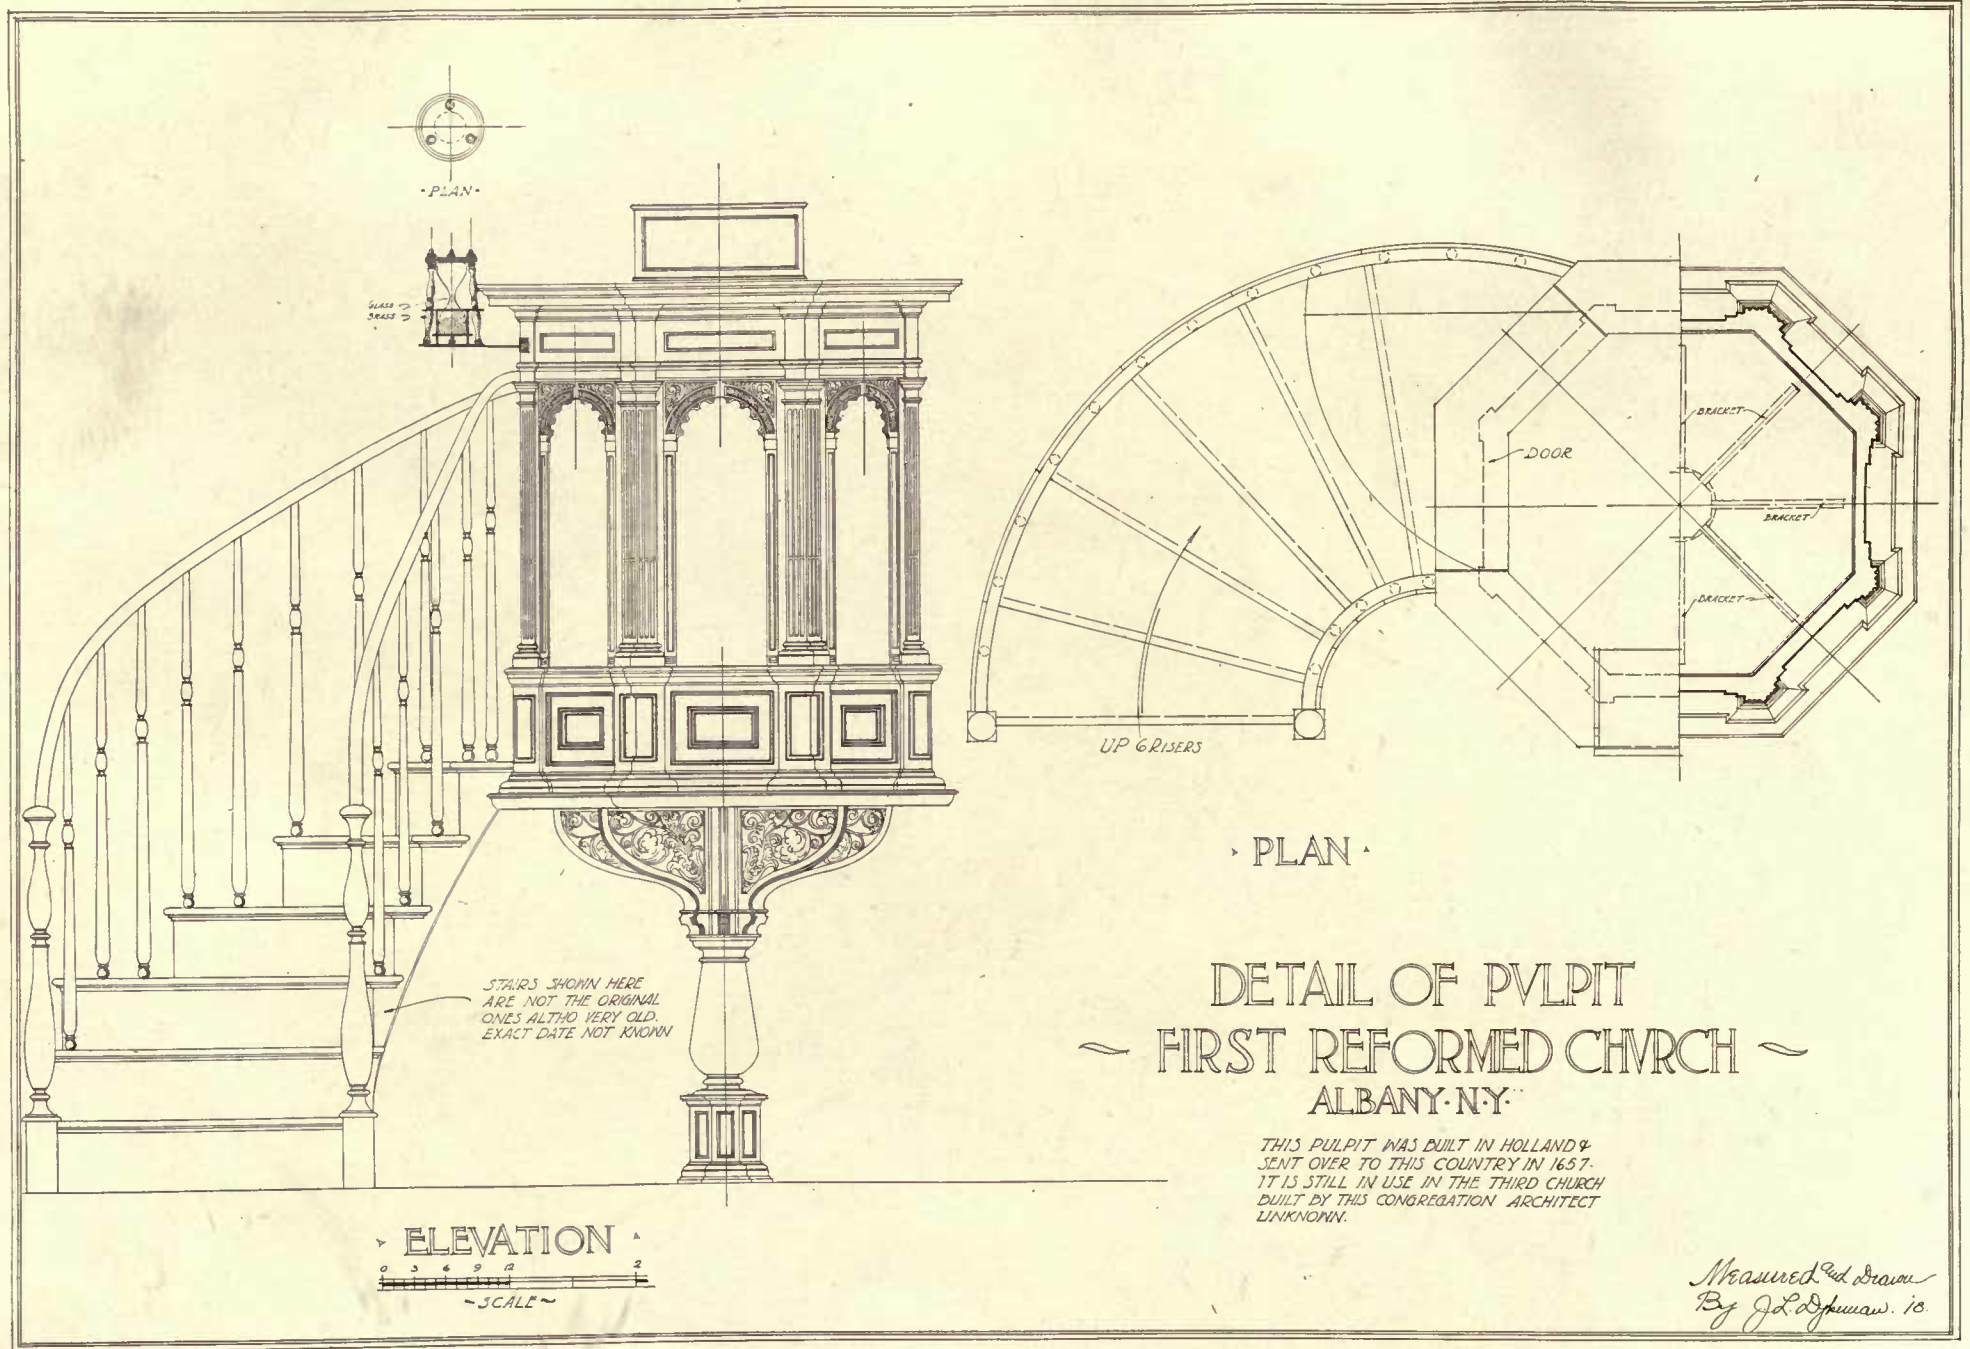 · PLAN ·
GLASS
BRASS
STAIRS SHOWN HERE
ARE NOT THE ORIGINAL
ONES ALTHO VERY OLD.
EXACT DATE NOT KNOWN
· ELEVATION ·
0 3 6 9 12 2
~ SCALE ~
DOOR
BRACKET
BRACKET
BRACKET
UP 6 RISERS
· PLAN ·
DETAIL OF PVLPIT
~ FIRST REFORMED CHVRCH ~
ALBANY · N · Y ·
THIS PULPIT WAS BUILT IN HOLLAND &
SENT OVER TO THIS COUNTRY IN 1657.
IT IS STILL IN USE IN THE THIRD CHURCH
BUILT BY THIS CONGREGATION ARCHITECT
UNKNOWN.
Measured and Drawn
By J. L. Dykeman.